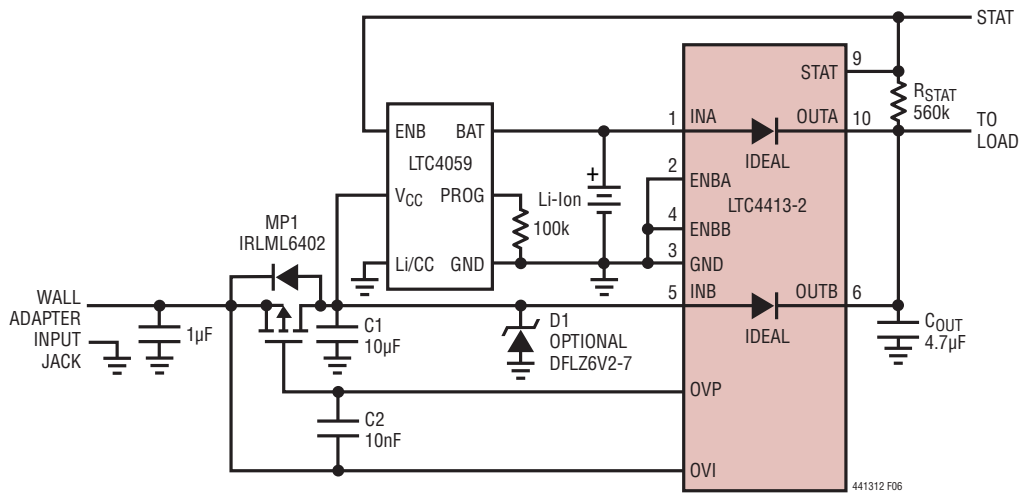 STAT
9
STAT
RSTAT
560k
ENB
BAT
1
INA
OUTA
10
TO
LOAD
LTC4059
IDEAL
2
ENBA
+
Li-Ion
VCC
PROG
LTC4413-2
4
ENBB
100k
MP1
IRLML6402
3
GND
Li/CC
GND
WALL
ADAPTER
INPUT
JACK
5
INB
OUTB
6
1µF
C1
10µF
D1
OPTIONAL
DFLZ6V2-7
IDEAL
COUT
4.7µF
OVP
C2
10nF
OVI
441312 F06